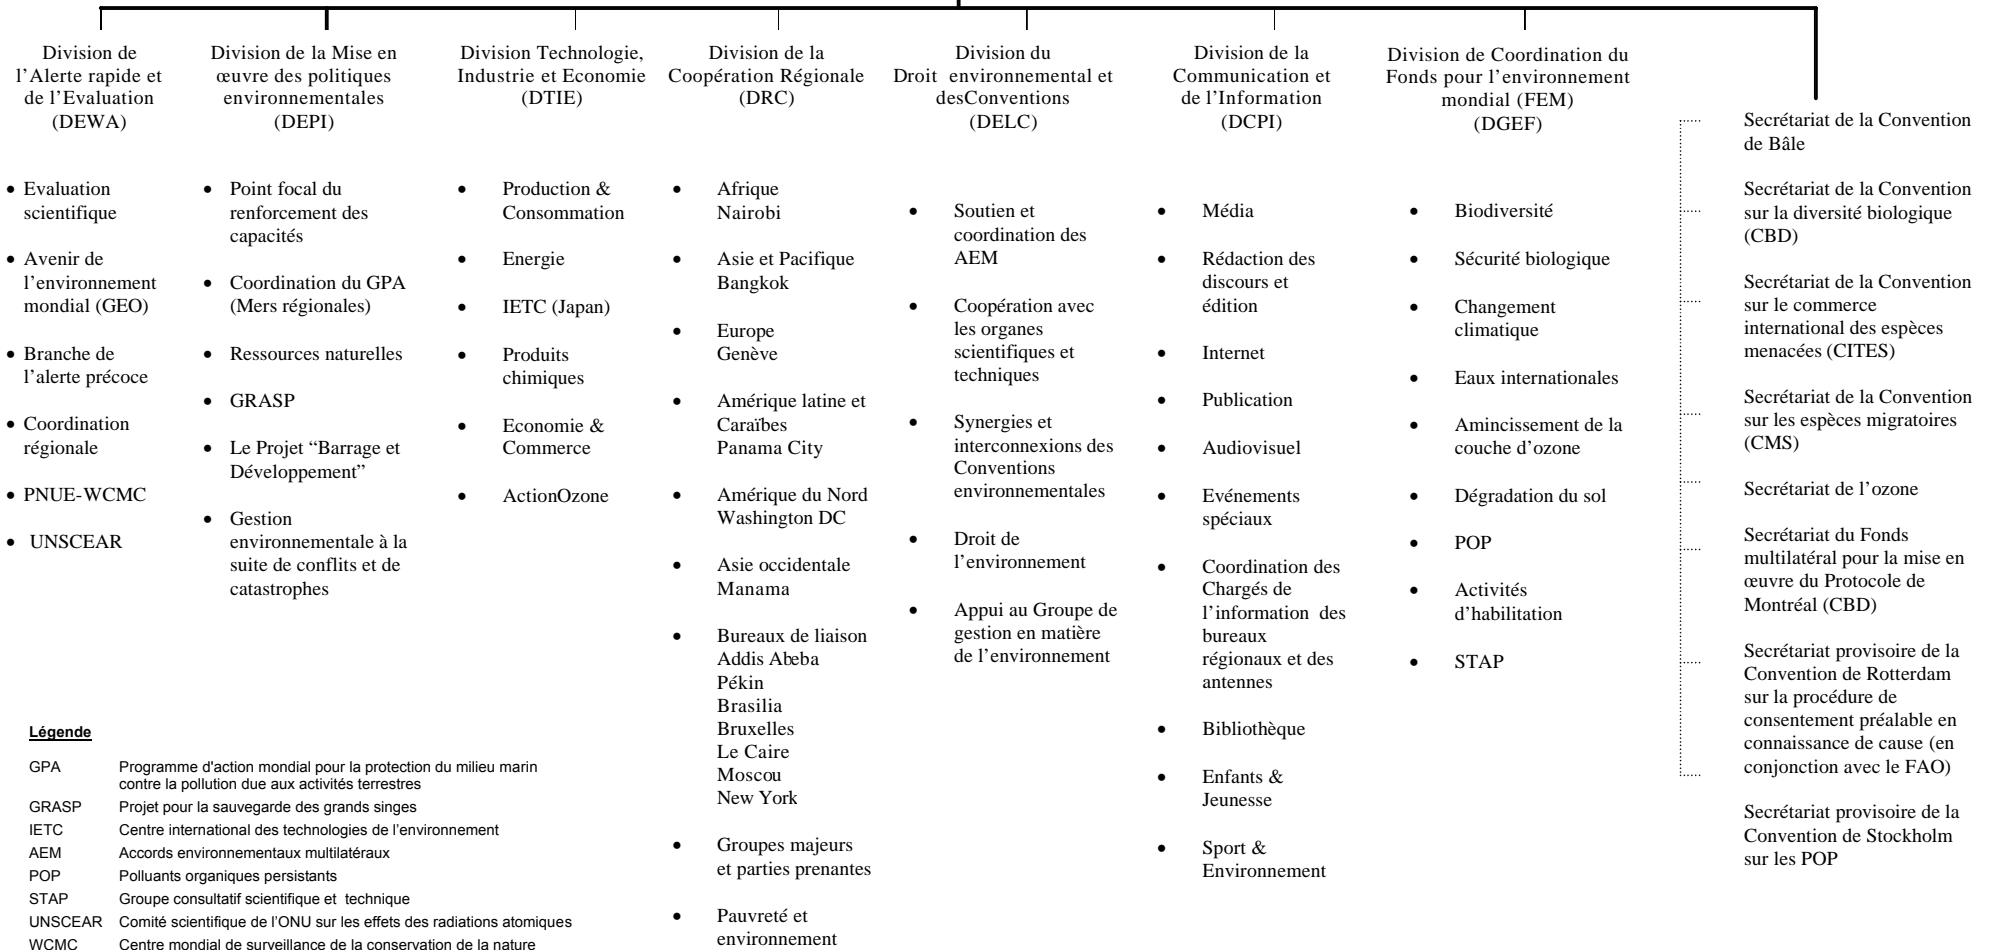 Division de
l'Alerte rapide et
de l'Evaluation
(DEWA)
• Evaluation
scientifique
• Avenir de
l'environnement
mondial (GEO)
• Branche de
l'alerte précoce
• Coordination
régionale
• PNUE-WCMC
• UNSCEAR
Division de la Mise en
œuvre des politiques
environnementales
(DEPI)
• Point focal du
renforcement des
capacités
• Coordination du GPA
(Mers régionales)
• Ressources naturelles
• GRASP
• Le Projet “Barrage et
Développement”
• Gestion
environnementale à la
suite de conflits et de
catastrophes
Division Technologie,
Industrie et Economie
(DTIE)
• Production &
Consommation
• Energie
• IETC (Japan)
• Produits
chimiques
• Economie &
Commerce
• ActionOzone
Division de la
Coopération Régionale
(DRC)
• Afrique
Nairobi
• Asie et Pacifique
Bangkok
• Europe
Genève
• Amérique latine et
Caraïbes
Panama City
• Amérique du Nord
Washington DC
• Asie occidentale
Manama
• Bureaux de liaison
Addis Abeba
Pékin
Brasilia
Bruxelles
Le Caire
Moscou
New York
• Groupes majeurs
et parties prenantes
• Pauvreté et
environnement
Division du
Droit environnemental et
desConventions
(DELC)
• Soutien et
coordination des
AEM
• Coopération avec
les organes
scientifiques et
techniques
• Synergies et
interconnexions des
Conventions
environnementales
• Droit de
l'environnement
• Appui au Groupe de
gestion en matière
de l'environnement
Division de la
Communication et
de l'Information
(DCPI)
• Média
• Rédaction des
discours et
édition
• Internet
• Publication
• Audiovisuel
• Evénements
spéciaux
• Coordination des
Chargés de
l'information des
bureaux
régionaux et des
antennes
• Bibliothèque
• Enfants &
Jeunesse
• Sport &
Environnement
Division de Coordination du
Fonds pour l'environnement
mondial (FEM)
(DGEF)
• Biodiversité
• Sécurité biologique
• Changement
climatique
• Eaux internationales
• Amincissement de la
couche d'ozone
• Dégradation du sol
• POP
• Activités
d'habilitation
• STAP
Secrétariat de la Convention
de Bâle
Secrétariat de la Convention
sur la diversité biologique
(CBD)
Secrétariat de la Convention
sur le commerce
international des espèces
menacées (CITES)
Secrétariat de la Convention
sur les espèces migratoires
(CMS)
Secrétariat de l'ozone
Secrétariat du Fonds
multilatéral pour la mise en
œuvre du Protocole de
Montréal (CBD)
Secrétariat provisoire de la
Convention de Rotterdam
sur la procédure de
consentement préalable en
connaissance de cause (en
conjonction avec le FAO)
Secrétariat provisoire de la
Convention de Stockholm
sur les POP
Légende
GPA Programme d'action mondial pour la protection du milieu marin
contre la pollution due aux activités terrestres
GRASP Projet pour la sauvegarde des grands singes
IETC Centre international des technologies de l'environnement
AEM Accords environnementaux multilatéraux
POP Polluants organiques persistants
STAP Groupe consultatif scientifique et technique
UNSCEAR Comité scientifique de l'ONU sur les effets des radiations atomiques
WCMC Centre mondial de surveillance de la conservation de la nature